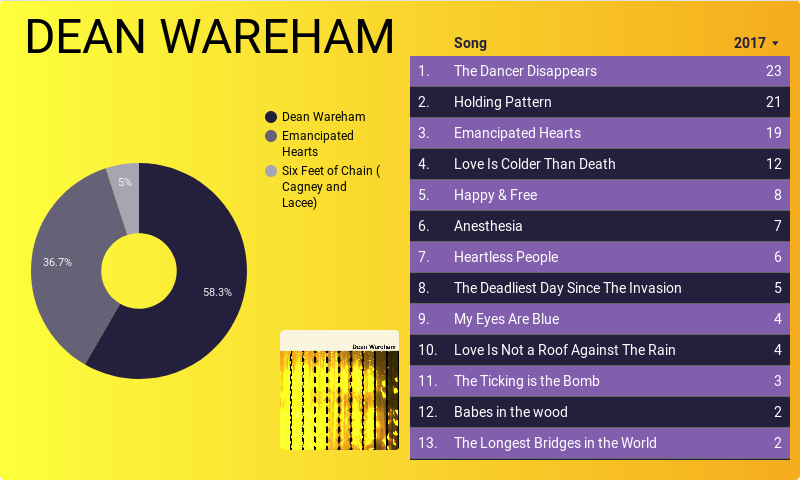 DEAN WAREHAM
Dean Wareham
Emancipated
Hearts
Six Feet of Chain (
Cagney and
Lacee)
5%
36.7%
58.3%
Dean Wareham
Song 2017
1. The Dancer Disappears 23
2. Holding Pattern 21
3. Emancipated Hearts 19
4. Love Is Colder Than Death 12
5. Happy & Free 8
6. Anesthesia 7
7. Heartless People 6
8. The Deadliest Day Since The Invasion 5
9. My Eyes Are Blue 4
10. Love Is Not a Roof Against The Rain 4
11. The Ticking is the Bomb 3
12. Babes in the wood 2
13. The Longest Bridges in the World 2